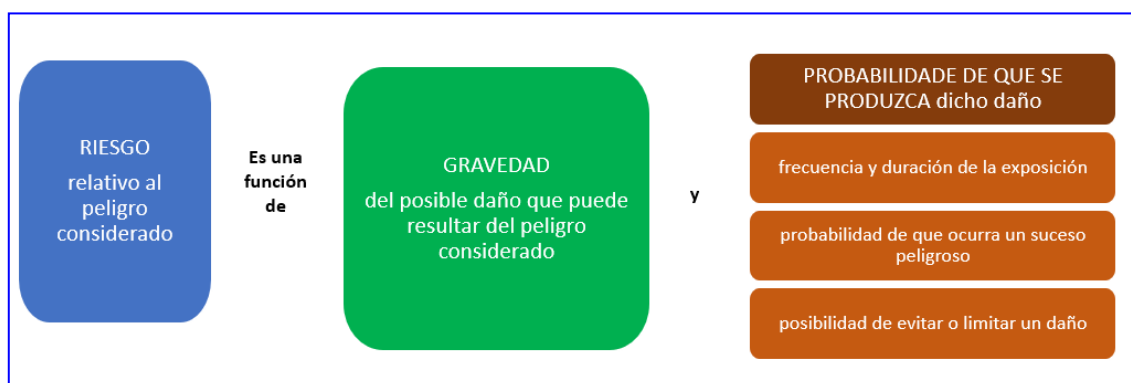 RIESGO
relativo al
peligro
considerado
Es una
función
de
GRAVEDAD
del posible daño que puede
resultar del peligro
considerado
y
PROBABILIDADE DE QUE SE
PRODUZCA dicho daño
frecuencia y duración de la exposición
probabilidad de que ocurra un suceso
peligroso
posibilidad de evitar o limitar un daño